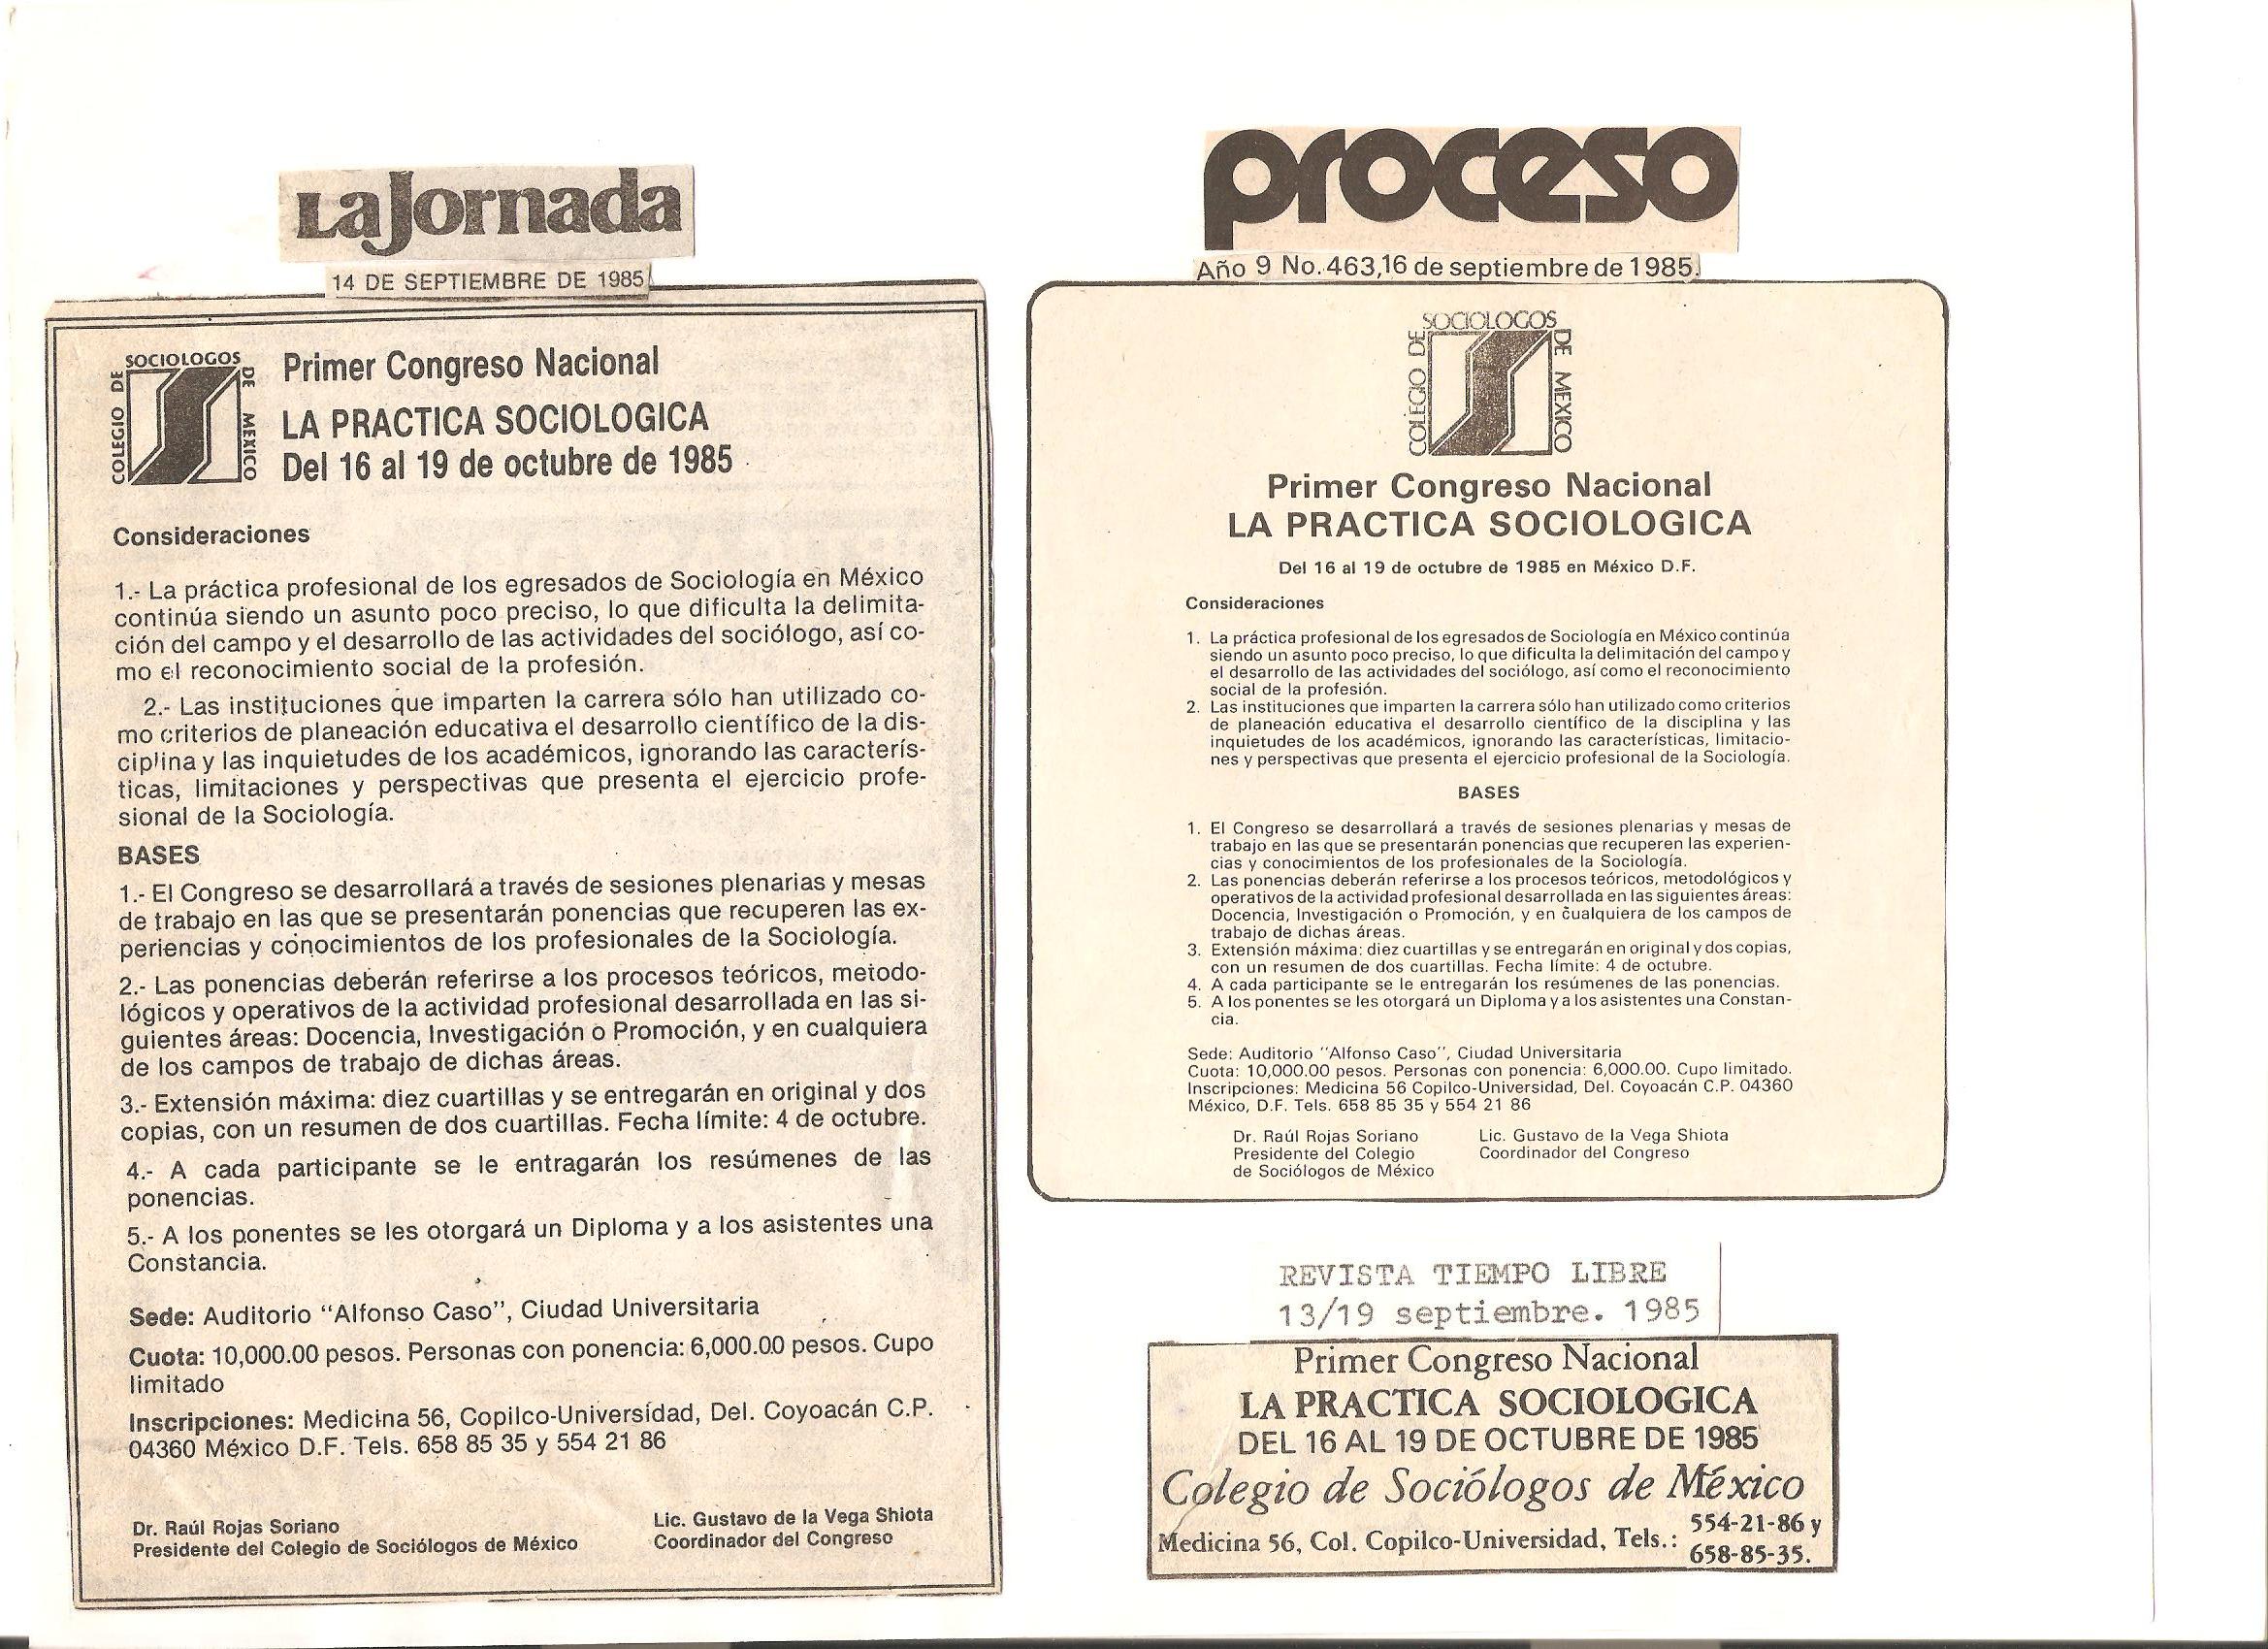 LaJornada
14 DE SEPTIEMBRE DE 1985
COLEGIO DE SOCIOLOGOS DE MEXICO
Primer Congreso Nacional
LA PRACTICA SOCIOLOGICA
Del 16 al 19 de octubre de 1985
Consideraciones
1.- La práctica profesional de los egresados de Sociología en México
continúa siendo un asunto poco preciso, lo que dificulta la delimita-
ción del campo y el desarrollo de las actividades del sociólogo, así co-
mo el reconocimiento social de la profesión.
2.- Las instituciones que imparten la carrera sólo han utilizado co-
mo criterios de planeación educativa el desarrollo científico de la dis-
ciplina y las inquietudes de los académicos, ignorando las caracterís-
ticas, limitaciones y perspectivas que presenta el ejercicio profe-
sional de la Sociología.
BASES
1.- El Congreso se desarrollará a través de sesiones plenarias y mesas
de trabajo en las que se presentarán ponencias que recuperen las ex-
periencias y conocimientos de los profesionales de la Sociología.
2.- Las ponencias deberán referirse a los procesos teóricos, metodo-
lógicos y operativos de la actividad profesional desarrollada en las si-
guientes áreas: Docencia, Investigación o Promoción, y en cualquiera
de los campos de trabajo de dichas áreas.
3.- Extensión máxima: diez cuartillas y se entregarán en original y dos
copias, con un resumen de dos cuartillas. Fecha límite: 4 de octubre.
4.- A cada participante se le entragarán los resúmenes de las
ponencias.
5.- A los ponentes se les otorgará un Diploma y a los asistentes una
Constancia.
Sede: Auditorio "Alfonso Caso", Ciudad Universitaria
Cuota: 10,000.00 pesos. Personas con ponencia: 6,000.00 pesos. Cupo
limitado
Inscripciones: Medicina 56, Copilco-Universidad, Del. Coyoacán C.P.
04360 México D.F. Tels. 658 85 35 y 554 21 86
Dr. Raúl Rojas Soriano
Presidente del Colegio de Sociólogos de México
Lic. Gustavo de la Vega Shiota
Coordinador del Congreso
proceso
Año 9 No. 463,16 de septiembre de 1985.
COLEGIO DE SOCIOLOGOS DE MEXICO
Primer Congreso Nacional
LA PRACTICA SOCIOLOGICA
Del 16 al 19 de octubre de 1985 en México D.F.
Consideraciones
1. La práctica profesional de los egresados de Sociología en México continúa
siendo un asunto poco preciso, lo que dificulta la delimitación del campo y
el desarrollo de las actividades del sociólogo, así como el reconocimiento
social de la profesión.
2. Las instituciones que imparten la carrera sólo han utilizado como criterios
de planeación educativa el desarrollo científico de la disciplina y las
inquietudes de los académicos, ignorando las características, limitacio-
nes y perspectivas que presenta el ejercicio profesional de la Sociología.
BASES
1. El Congreso se desarrollará a través de sesiones plenarias y mesas de
trabajo en las que se presentarán ponencias que recuperen las experien-
cias y conocimientos de los profesionales de la Sociología.
2. Las ponencias deberán referirse a los procesos teóricos, metodológicos y
operativos de la actividad profesional desarrollada en las siguientes áreas:
Docencia, Investigación o Promoción, y en cualquiera de los campos de
trabajo de dichas áreas.
3. Extensión máxima: diez cuartillas y se entregarán en original y dos copias,
con un resumen de dos cuartillas. Fecha límite: 4 de octubre.
4. A cada participante se le entregarán los resúmenes de las ponencias.
5. A los ponentes se les otorgará un Diploma y a los asistentes una Constan-
cia.
Sede: Auditorio "Alfonso Caso", Ciudad Universitaria
Cuota: 10,000.00 pesos. Personas con ponencia: 6,000.00. Cupo limitado.
Inscripciones: Medicina 56 Copilco-Universidad, Del. Coyoacán C.P. 04360
México, D.F. Tels. 658 85 35 y 554 21 86
Dr. Raúl Rojas Soriano
Presidente del Colegio
de Sociólogos de México
Lic. Gustavo de la Vega Shiota
Coordinador del Congreso
REVISTA TIEMPO LIBRE
13/19 septiembre. 1985
Primer Congreso Nacional
LA PRACTICA SOCIOLOGICA
DEL 16 AL 19 DE OCTUBRE DE 1985
Colegio de Sociólogos de México
Medicina 56, Col. Copilco-Universidad, Tels.: 554-21-86 y
658-85-35.